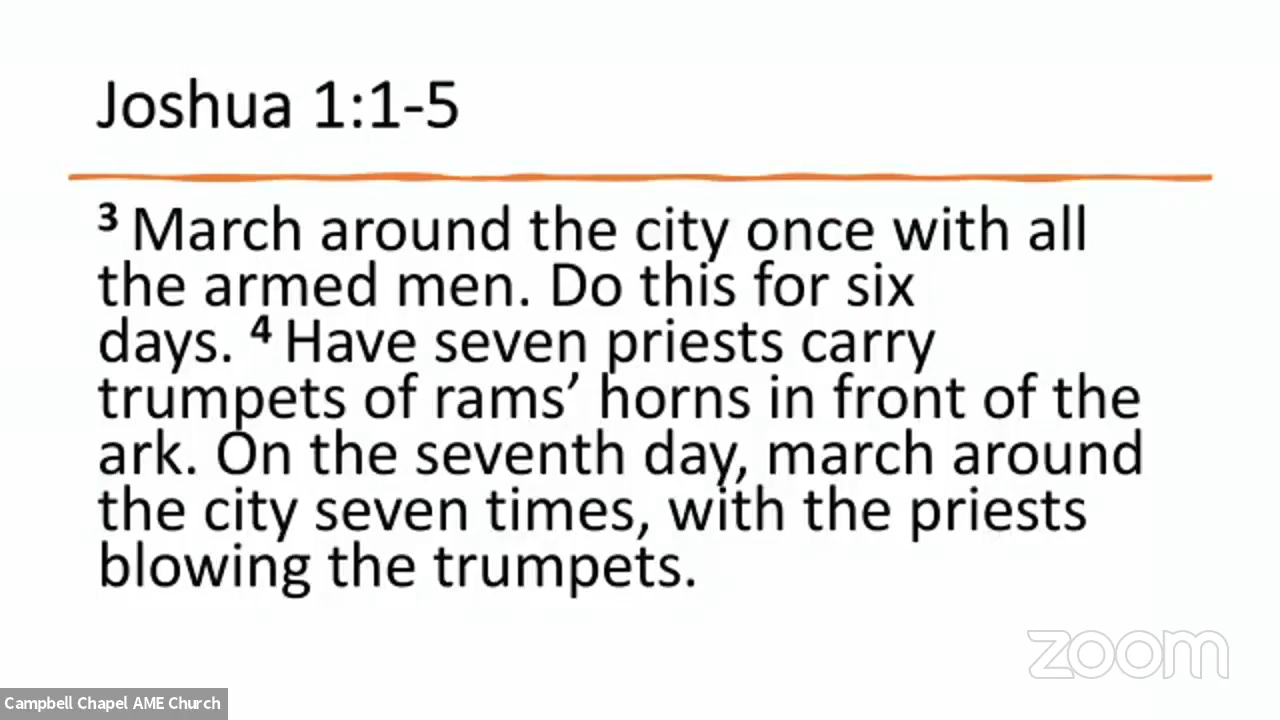 Joshua 1:1-5
³ March around the city once with all
the armed men. Do this for six
days. ⁴ Have seven priests carry
trumpets of rams’ horns in front of the
ark. On the seventh day, march around
the city seven times, with the priests
blowing the trumpets.
zoom
Campbell Chapel AME Church